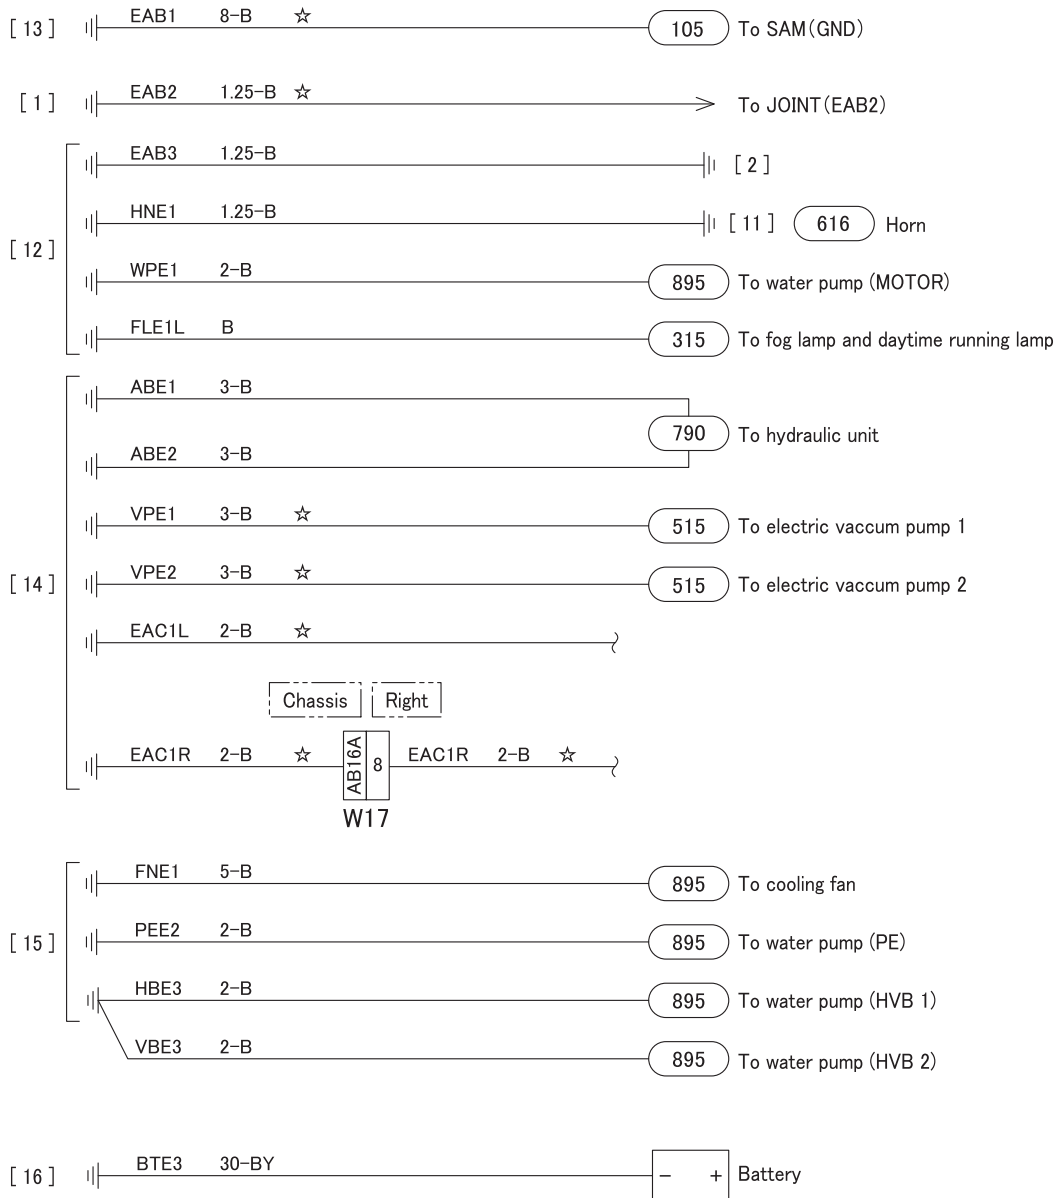 [ 13 ] EAB1 8-B ☆ 105 To SAM(GND)
[ 1 ] EAB2 1.25-B ☆ To JOINT(EAB2)
[ 12 ]
EAB3 1.25-B [ 2 ]
HNE1 1.25-B [ 11 ] 616 Horn
WPE1 2-B 895 To water pump (MOTOR)
FLE1L B 315 To fog lamp and daytime running lamp
[ 14 ]
ABE1 3-B
790 To hydraulic unit
ABE2 3-B
VPE1 3-B ☆ 515 To electric vaccum pump 1
VPE2 3-B ☆ 515 To electric vaccum pump 2
EAC1L 2-B ☆
Chassis Right
EAC1R 2-B ☆ AB16A 8 EAC1R 2-B ☆
W17
[ 15 ]
FNE1 5-B 895 To cooling fan
PEE2 2-B 895 To water pump (PE)
HBE3 2-B 895 To water pump (HVB 1)
VBE3 2-B 895 To water pump (HVB 2)
[ 16 ] BTE3 30-BY − + Battery